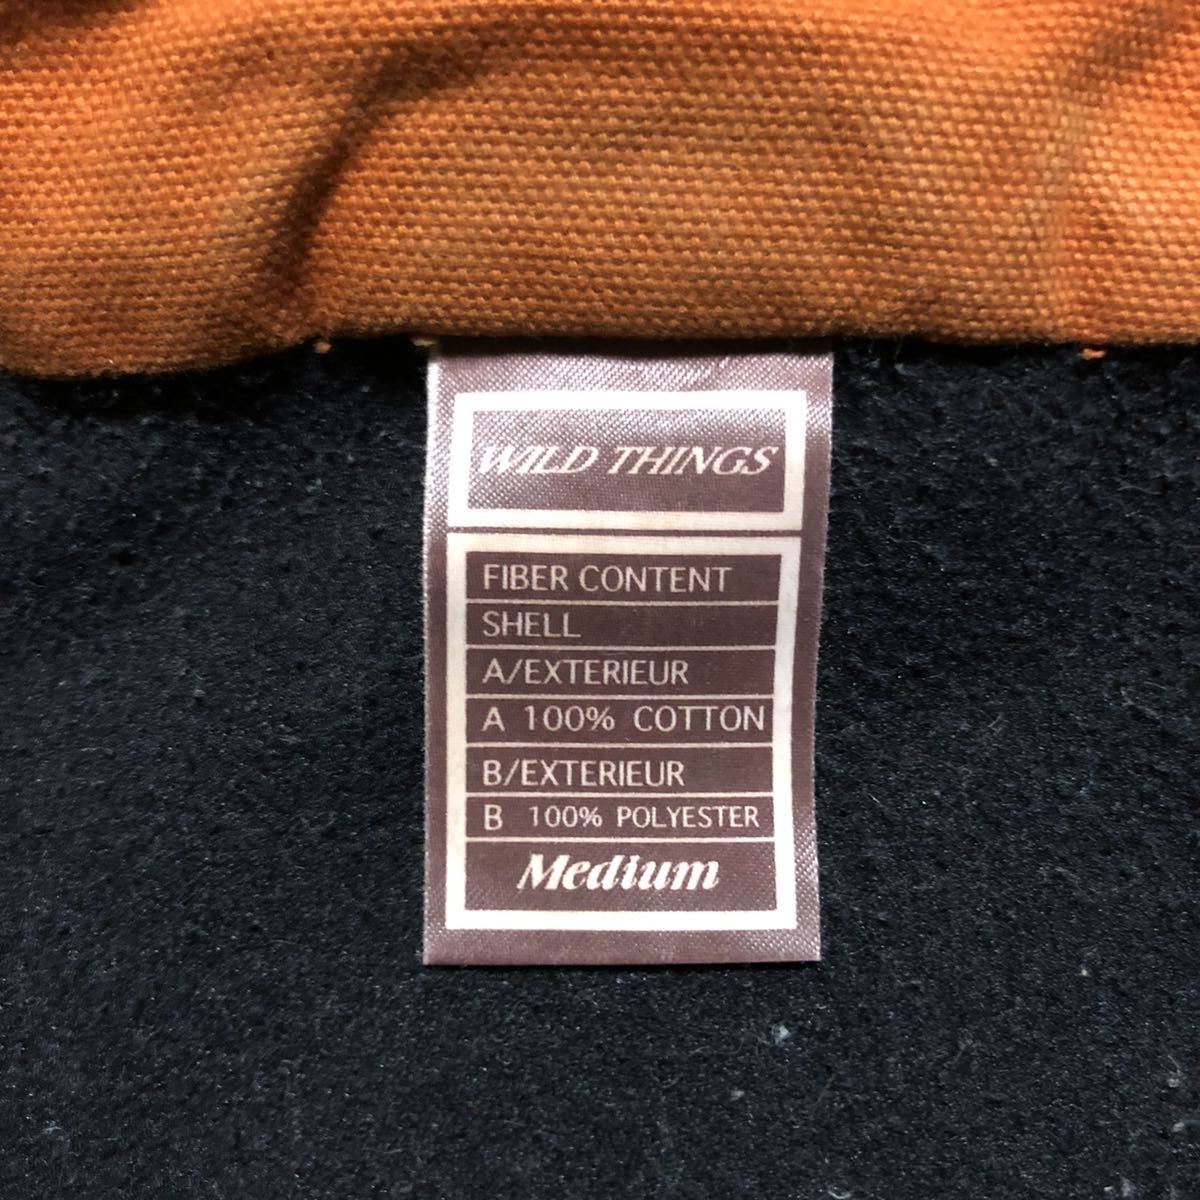 WILD THINGS
FIBER CONTENT
SHELL
A/EXTERIEUR
A 100% COTTON
B/EXTERIEUR
B 100% POLYESTER
Medium